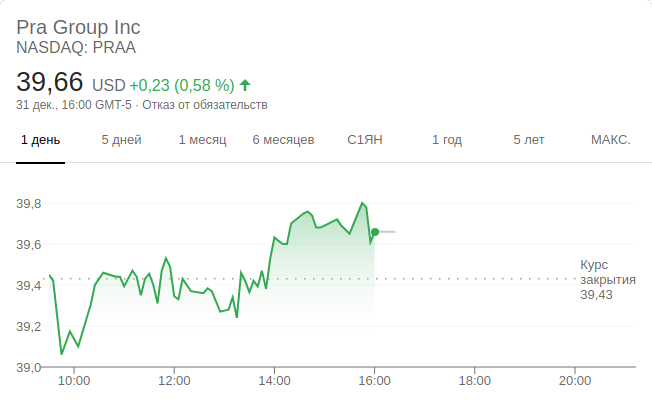 Pra Group Inc
NASDAQ: PRAA
39,66 USD +0,23 (0,58 %)
31 дек., 16:00 GMT-5 · Отказ от обязательств
1 день 5 дней 1 месяц 6 месяцев С1ЯН 1 год 5 лет МАКС.
39,8
39,6
Курс
закрытия
39,43
39,4
39,2
39,0
10:00 12:00 14:00 16:00 18:00 20:00